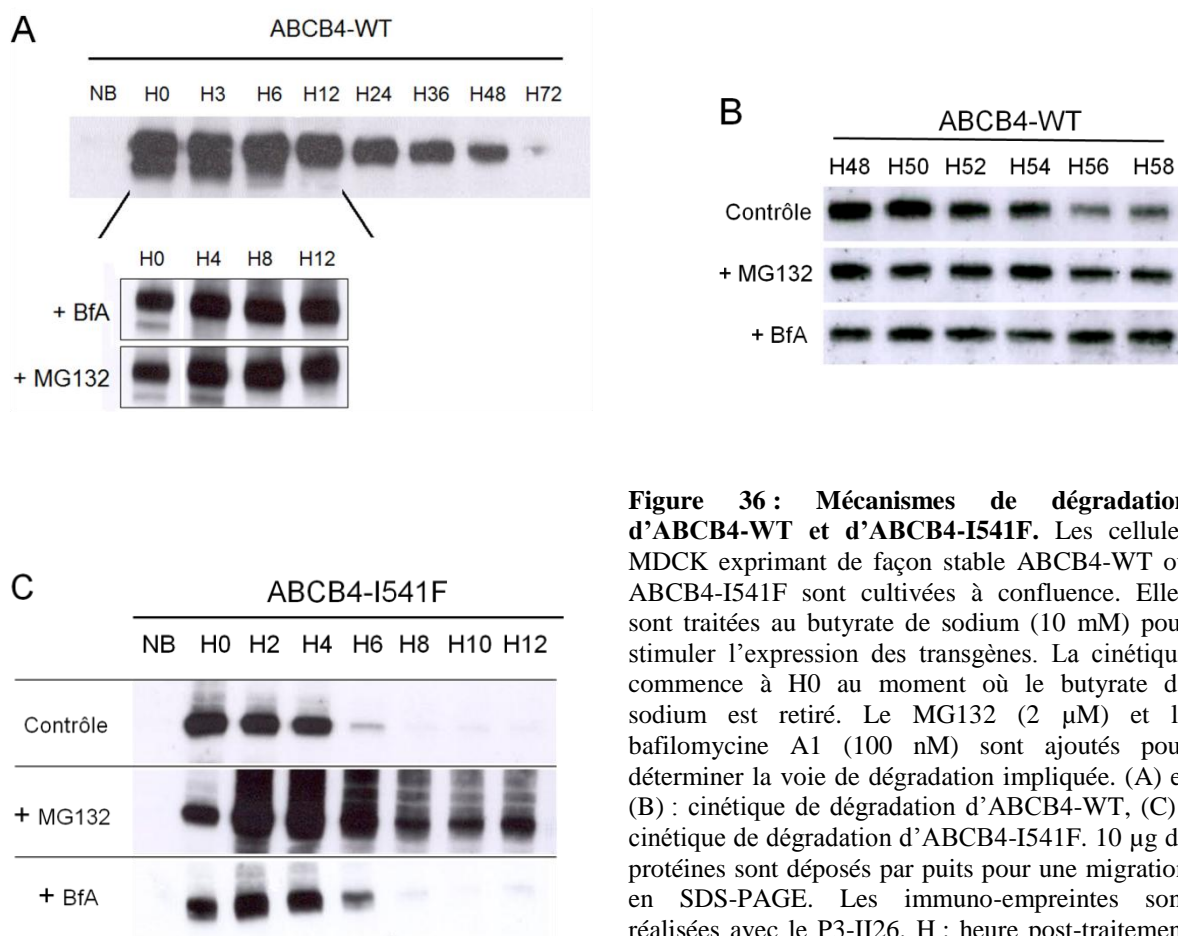 A
ABCB4-WT
NB H0 H3 H6 H12 H24 H36 H48 H72
H0 H4 H8 H12
+ BfA
+ MG132
B
ABCB4-WT
H48 H50 H52 H54 H56 H58
Contrôle
+ MG132
+ BfA
C
ABCB4-I541F
NB H0 H2 H4 H6 H8 H10 H12
Contrôle
+ MG132
+ BfA
Figure 36 : Mécanismes de dégradation
d’ABCB4-WT et d’ABCB4-I541F. Les cellule
MDCK exprimant de façon stable ABCB4-WT ou
ABCB4-I541F sont cultivées à confluence. Elle
sont traitées au butyrate de sodium (10 mM) pou
stimuler l’expression des transgènes. La cinétiqu
commence à H0 au moment où le butyrate d
sodium est retiré. Le MG132 (2 µM) et l
bafilomycine A1 (100 nM) sont ajoutés pou
déterminer la voie de dégradation impliquée. (A) e
(B) : cinétique de dégradation d’ABCB4-WT, (C)
cinétique de dégradation d’ABCB4-I541F. 10 µg d
protéines sont déposés par puits pour une migration
en SDS-PAGE. Les immuno-empreintes son
réalisées avec le P3-II26. H : heure post-traitement